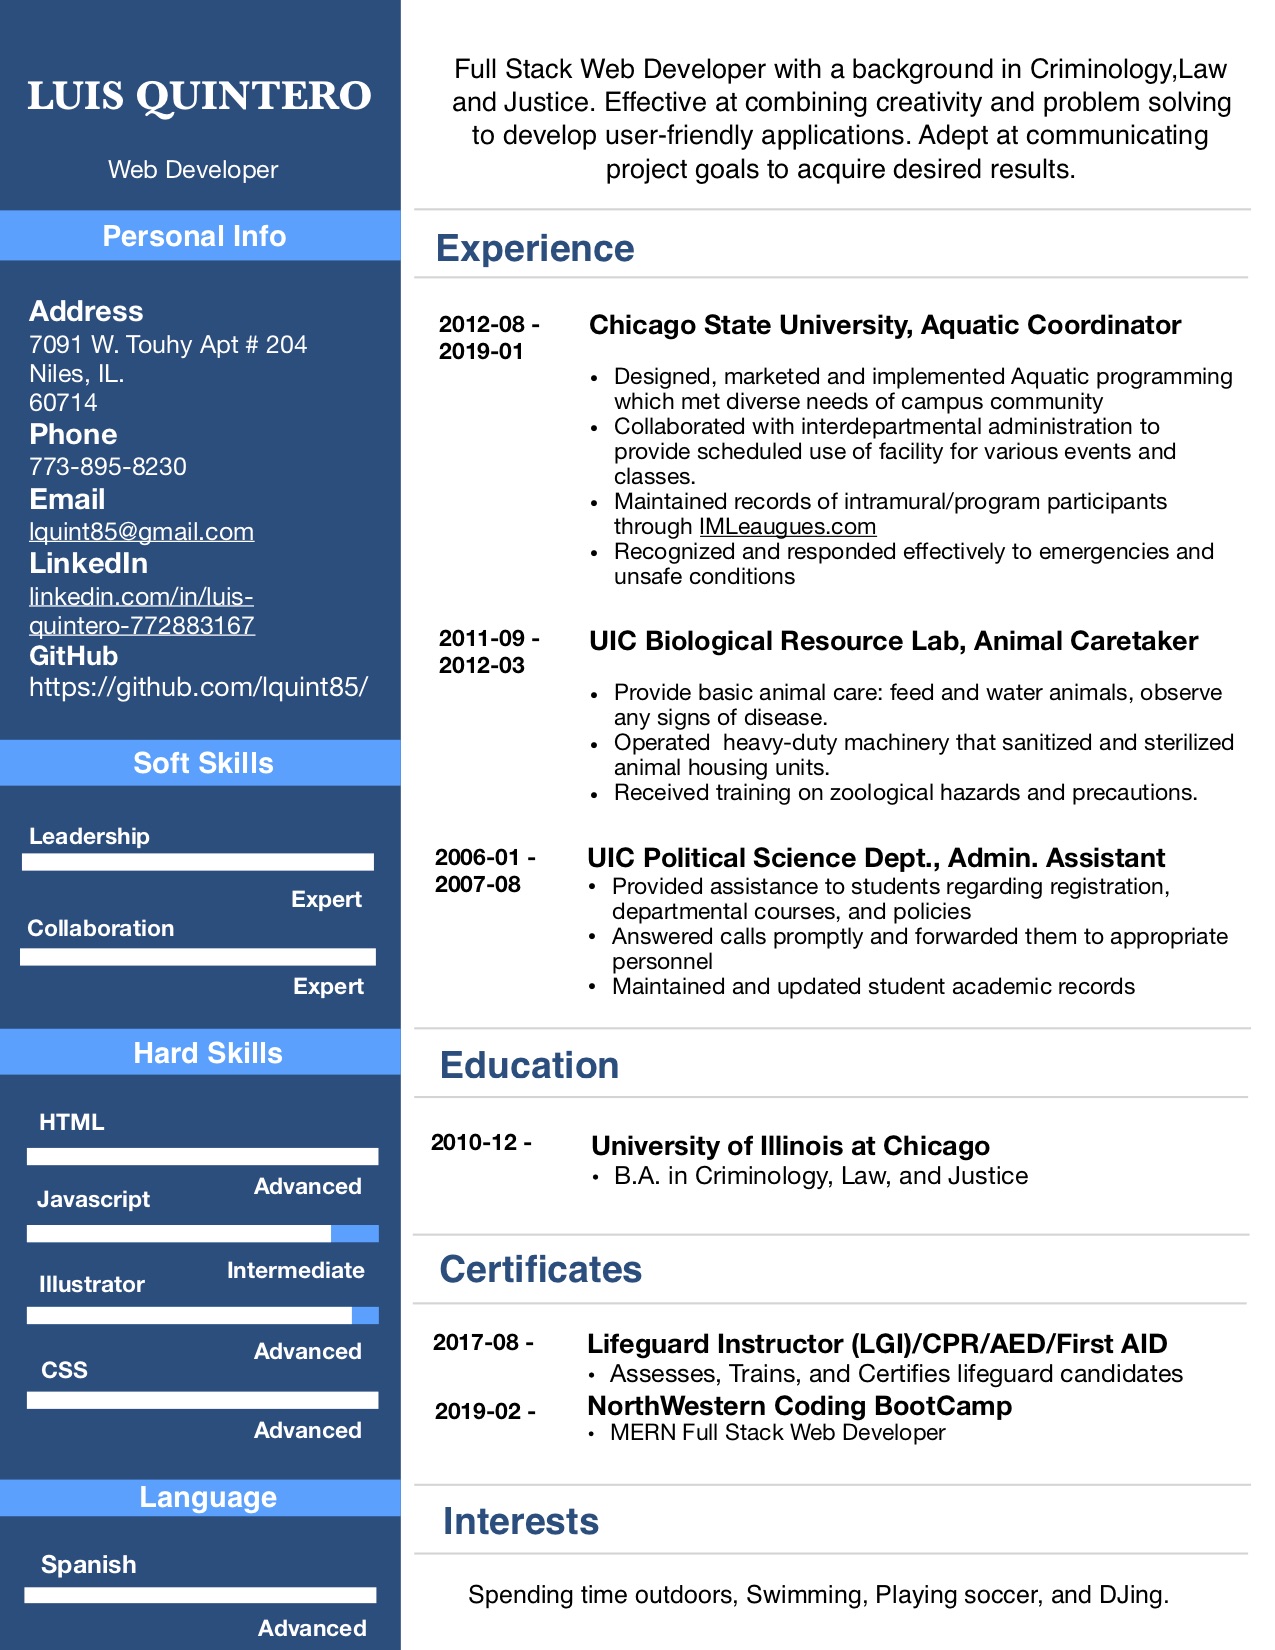 LUIS QUINTERO
Web Developer
Personal Info
Address
7091 W. Touhy Apt # 204
Niles, IL.
60714
Phone
773-895-8230
Email
lquint85@gmail.com
LinkedIn
linkedin.com/in/luis-
quintero-772883167
GitHub
https://github.com/lquint85/
Soft Skills
Leadership
Expert
Collaboration
Expert
Hard Skills
HTML
Advanced
Javascript
Intermediate
Illustrator
Advanced
CSS
Advanced
Language
Spanish
Advanced
Full Stack Web Developer with a background in Criminology,Law
and Justice. Effective at combining creativity and problem solving
to develop user-friendly applications. Adept at communicating
project goals to acquire desired results.
Experience
2012-08 -
2019-01
Chicago State University, Aquatic Coordinator
• Designed, marketed and implemented Aquatic programming
which met diverse needs of campus community
• Collaborated with interdepartmental administration to
provide scheduled use of facility for various events and
classes.
• Maintained records of intramural/program participants
through IMLeaugues.com
• Recognized and responded effectively to emergencies and
unsafe conditions
2011-09 -
2012-03
UIC Biological Resource Lab, Animal Caretaker
• Provide basic animal care: feed and water animals, observe
any signs of disease.
• Operated  heavy-duty machinery that sanitized and sterilized
animal housing units.
• Received training on zoological hazards and precautions.
2006-01 -
2007-08
UIC Political Science Dept., Admin. Assistant
• Provided assistance to students regarding registration,
departmental courses, and policies
• Answered calls promptly and forwarded them to appropriate
personnel
• Maintained and updated student academic records
Education
2010-12 -
University of Illinois at Chicago
• B.A. in Criminology, Law, and Justice
Certificates
2017-08 -
Lifeguard Instructor (LGI)/CPR/AED/First AID
• Assesses, Trains, and Certifies lifeguard candidates
2019-02 -
NorthWestern Coding BootCamp
• MERN Full Stack Web Developer
Interests
Spending time outdoors, Swimming, Playing soccer, and DJing.